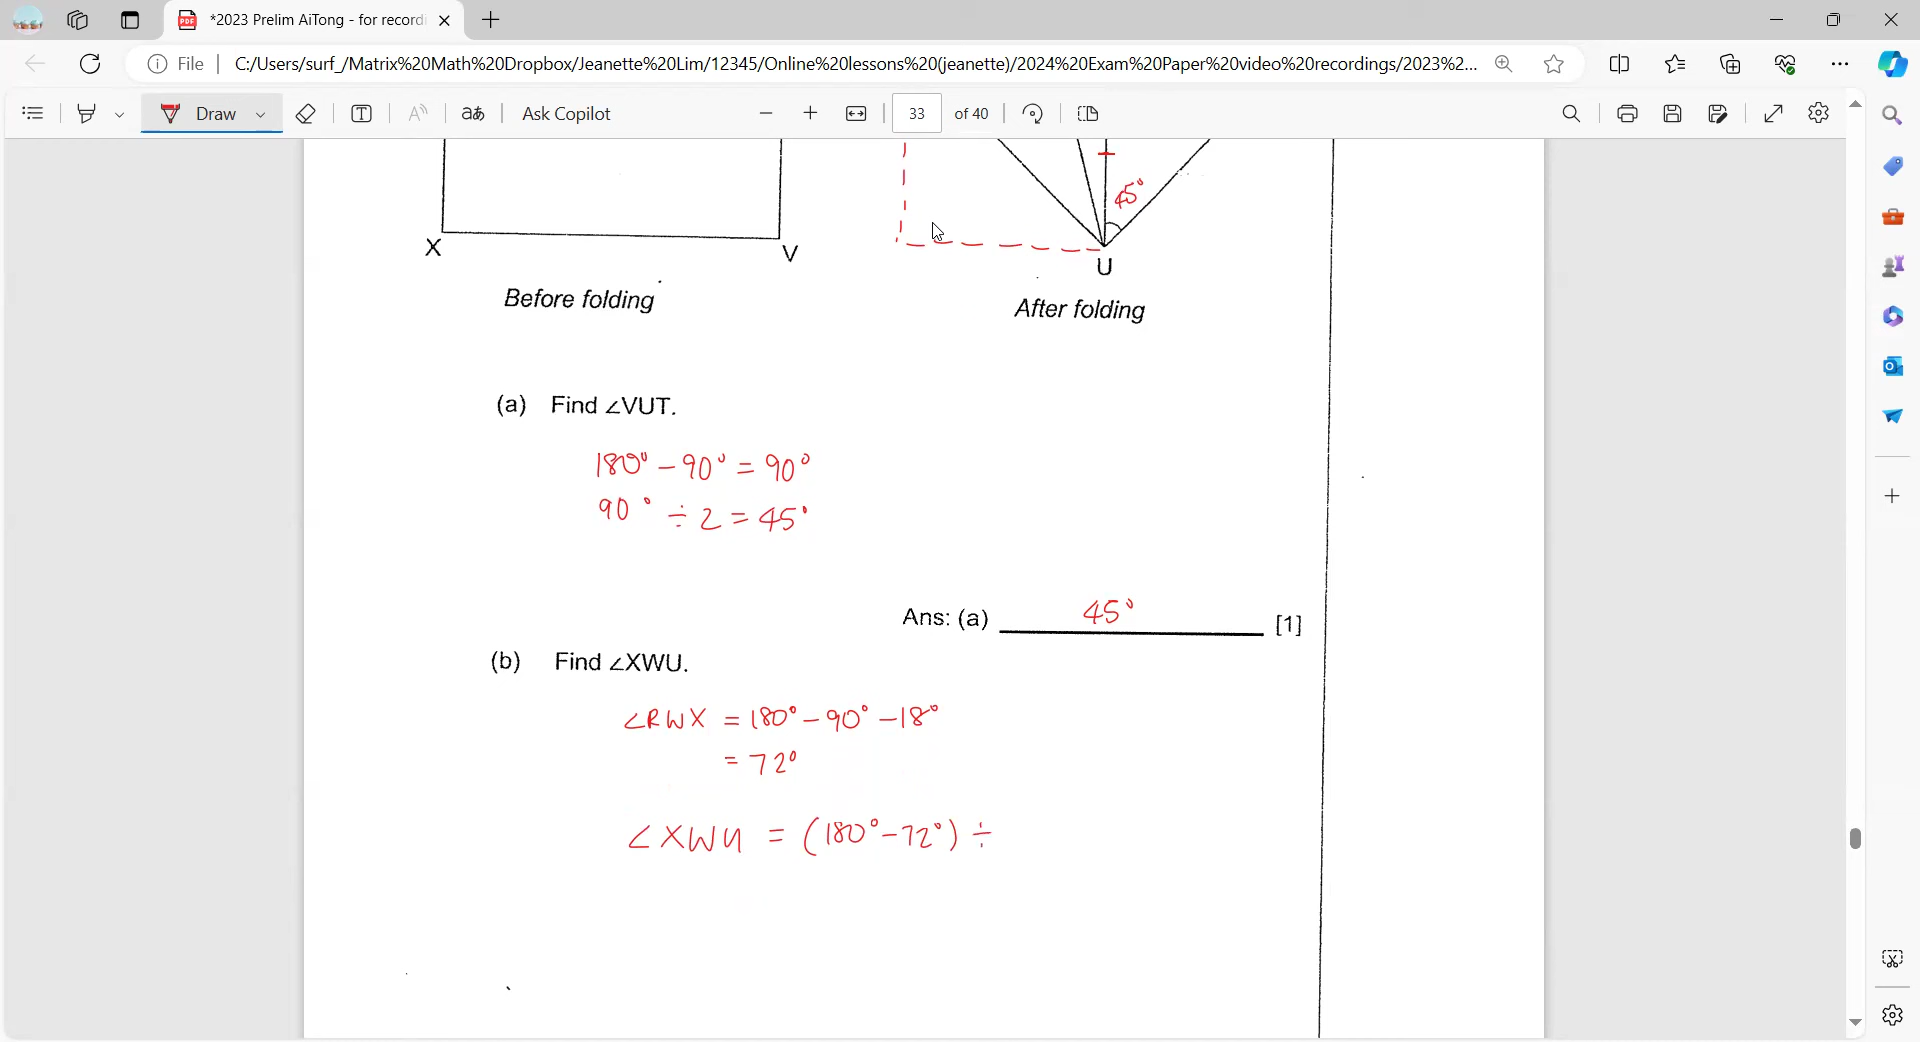 *2023 Prelim AiTong - for recordi
File
C:/Users/surf_/Matrix%20Math%20Dropbox/Jeanette%20Lim/12345/Online%20lessons%20(jeanette)/2024%20Exam%20Paper%20video%20recordings/2023%2...
Draw
Ask Copilot
33 of 40
45°
X
V
U
Before folding
After folding
(a) Find ∠VUT.
180° - 90° = 90°
90° ÷ 2 = 45°
Ans: (a) 45° [1]
(b) Find ∠XWU.
∠RWX = 180° - 90° - 18°
= 72°
∠XWU = (180° - 72°) ÷